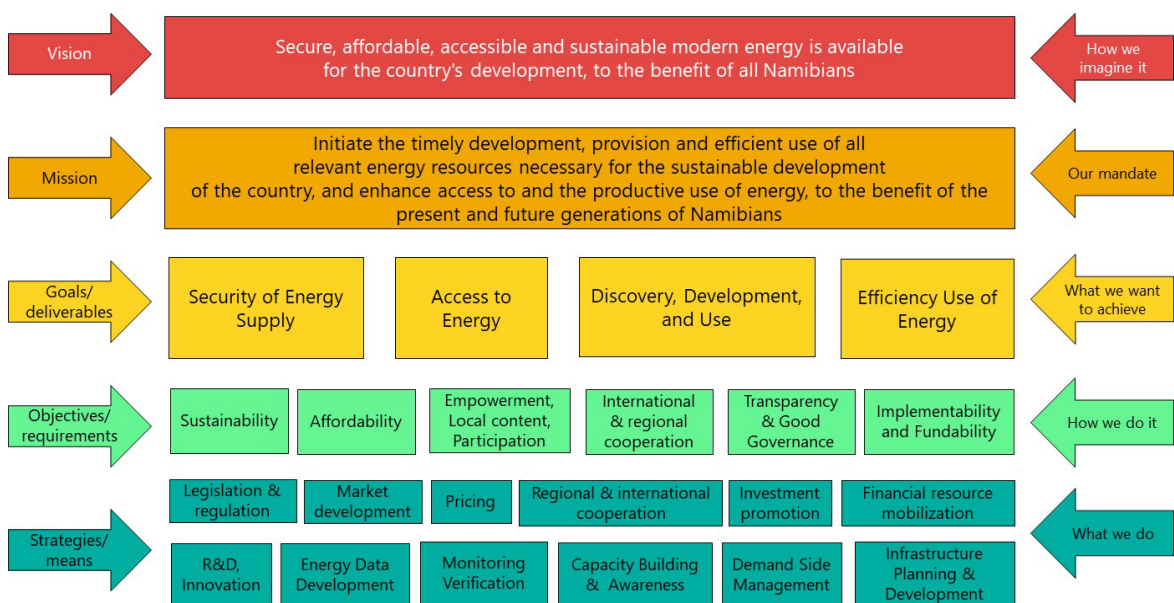 Vision
Secure, affordable, accessible and sustainable modern energy is available
for the country's development, to the benefit of all Namibians
How we
imagine it
Mission
Initiate the timely development, provision and efficient use of all
relevant energy resources necessary for the sustainable development
of the country, and enhance access to and the productive use of energy, to the benefit of the
present and future generations of Namibians
Our mandate
Goals/
deliverables
Security of Energy
Supply
Access to
Energy
Discovery, Development,
and Use
Efficiency Use of
Energy
What we want
to achieve
Objectives/
requirements
Sustainability
Affordability
Empowerment,
Local content,
Participation
International
& regional
cooperation
Transparency
& Good
Governance
Implementability
and Fundability
How we do it
Strategies/
means
Legislation &
regulation
Market
development
Pricing
Regional & international
cooperation
Investment
promotion
Financial resource
mobilization
R&D,
Innovation
Energy Data
Development
Monitoring
Verification
Capacity Building
& Awareness
Demand Side
Management
Infrastructure
Planning &
Development
What we do